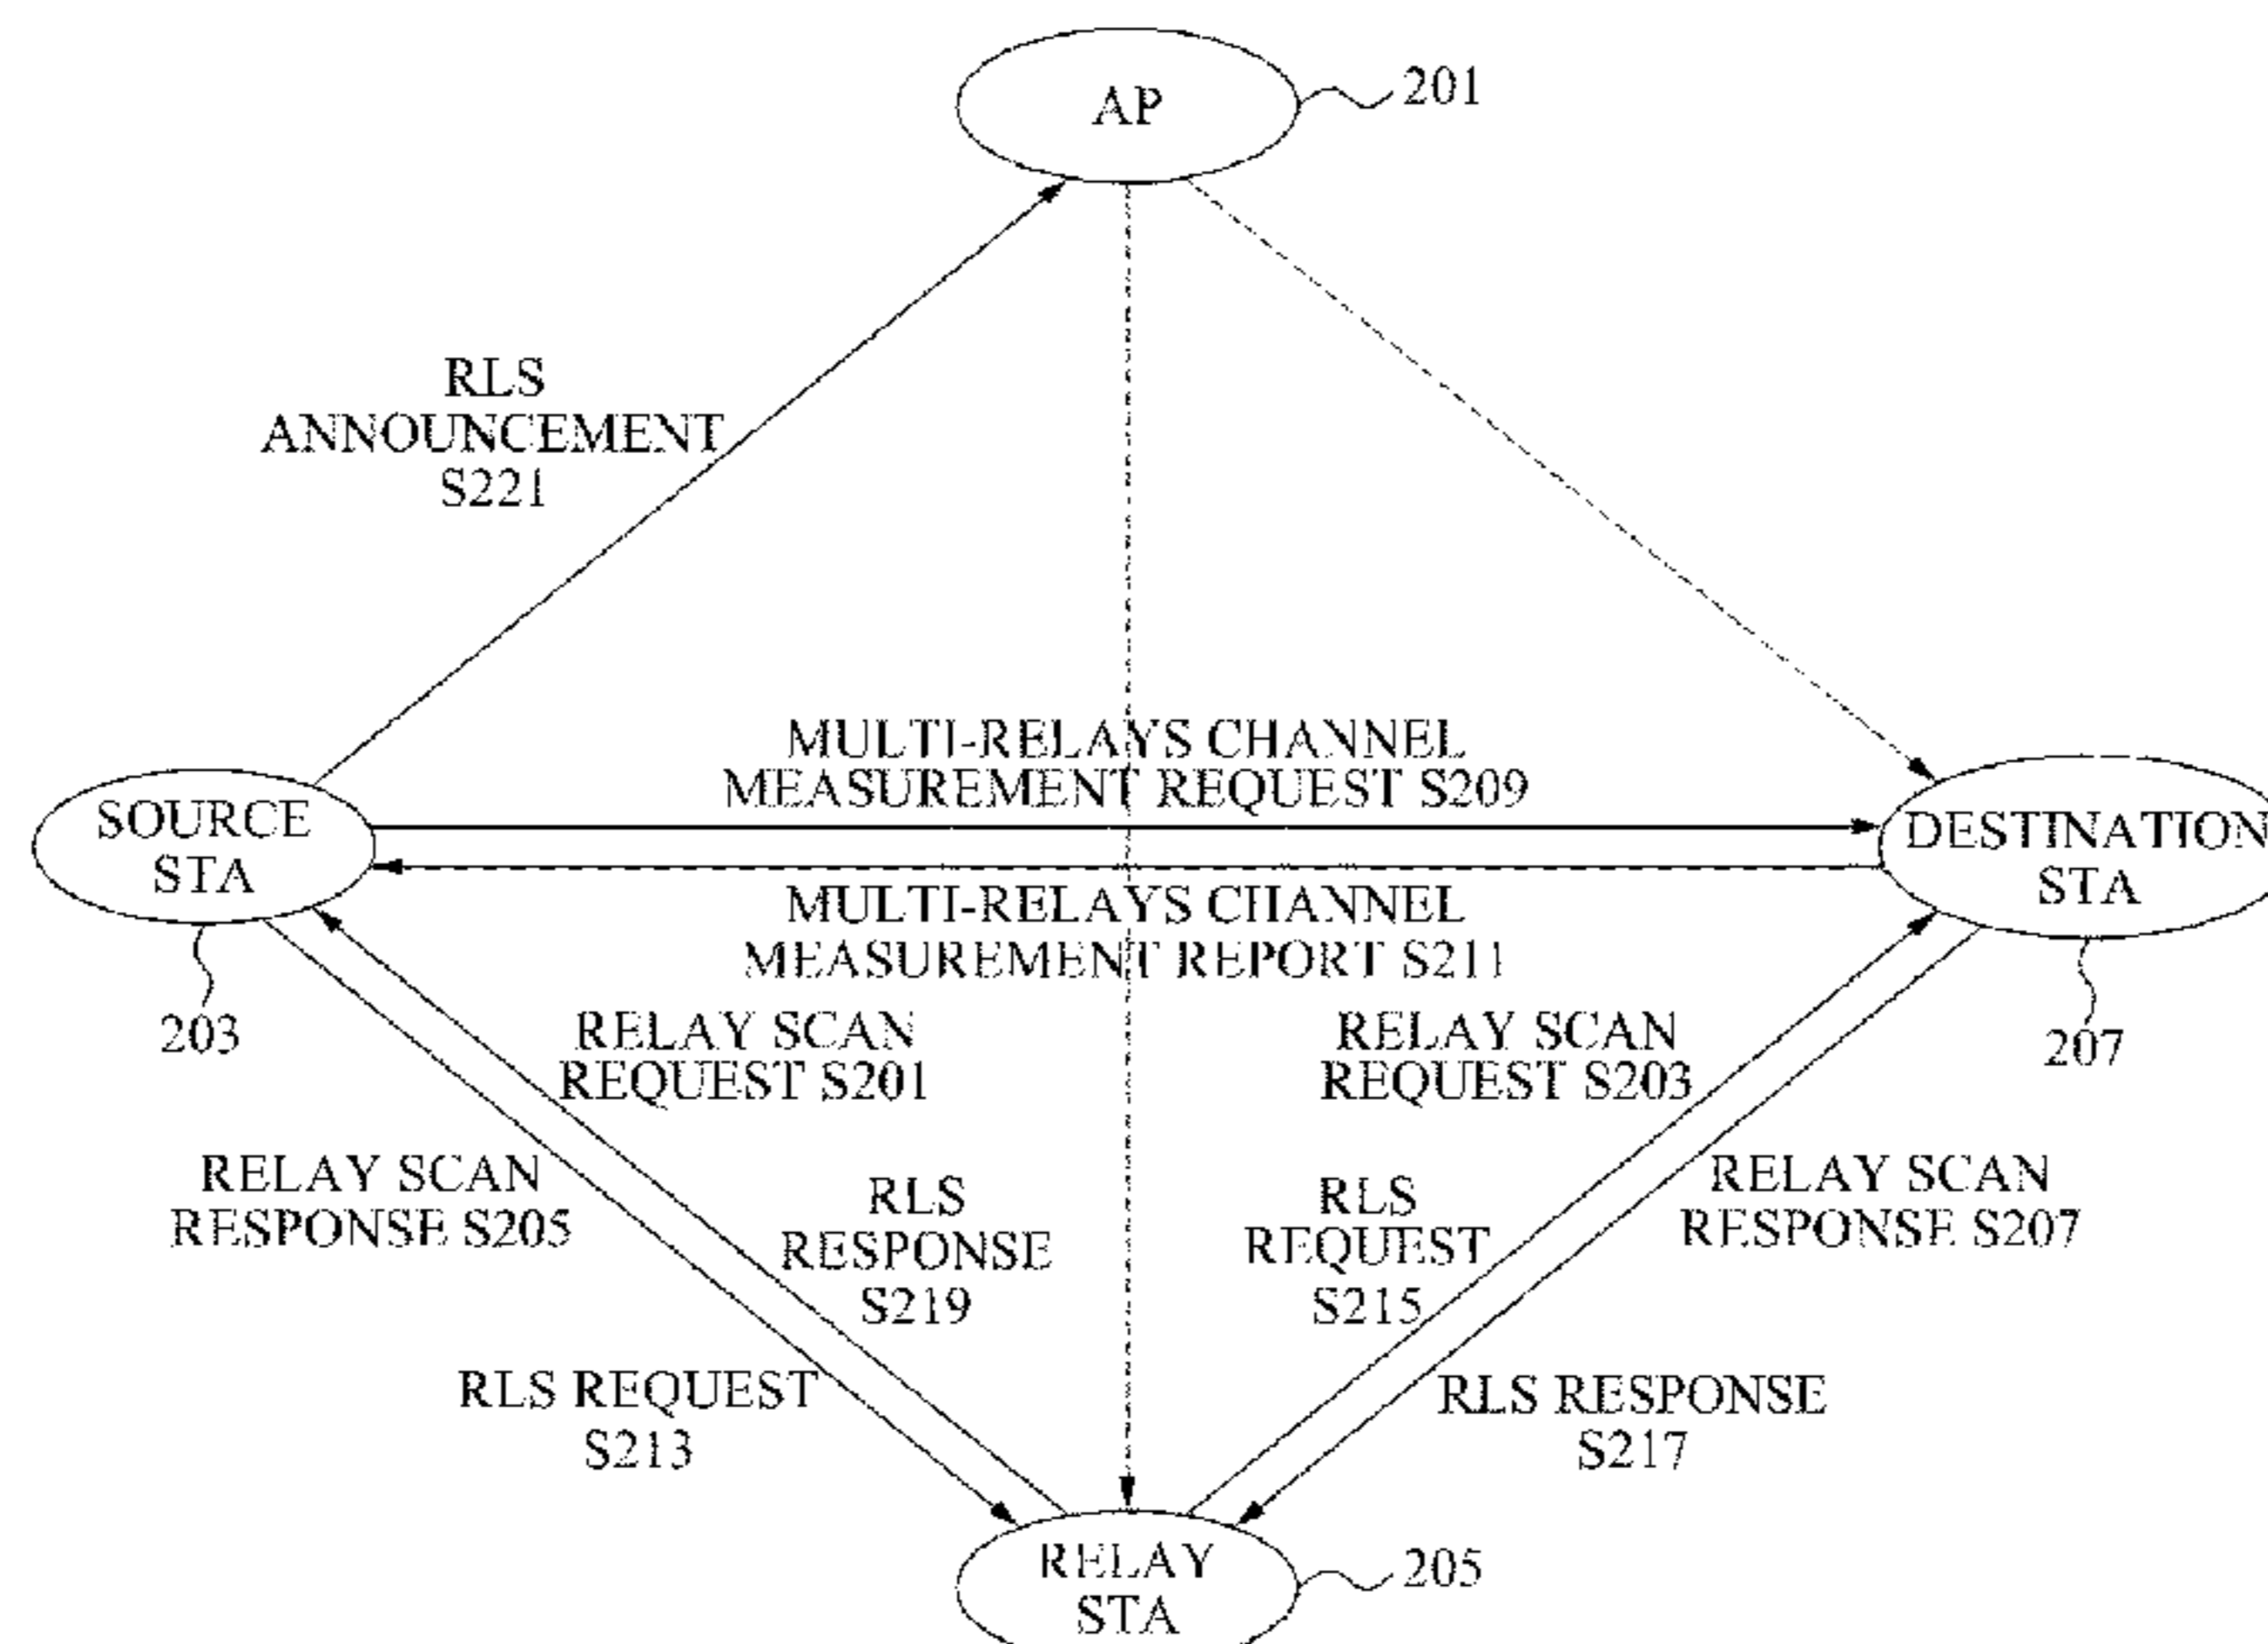 AP
201
RLS
ANNOUNCEMENT
S221
MULTI-RELAYS CHANNEL
MEASUREMENT REQUEST S209
SOURCE
STA
DESTINATION
STA
MULTI-RELAYS CHANNEL
MEASUREMENT REPORT S211
203
207
RELAY SCAN
REQUEST S201
RELAY SCAN
REQUEST S203
RELAY SCAN
RESPONSE S205
RLS
RESPONSE
S219
RLS
REQUEST
S215
RELAY SCAN
RESPONSE S207
RLS REQUEST
S213
RLS RESPONSE
S217
RELAY
STA
205